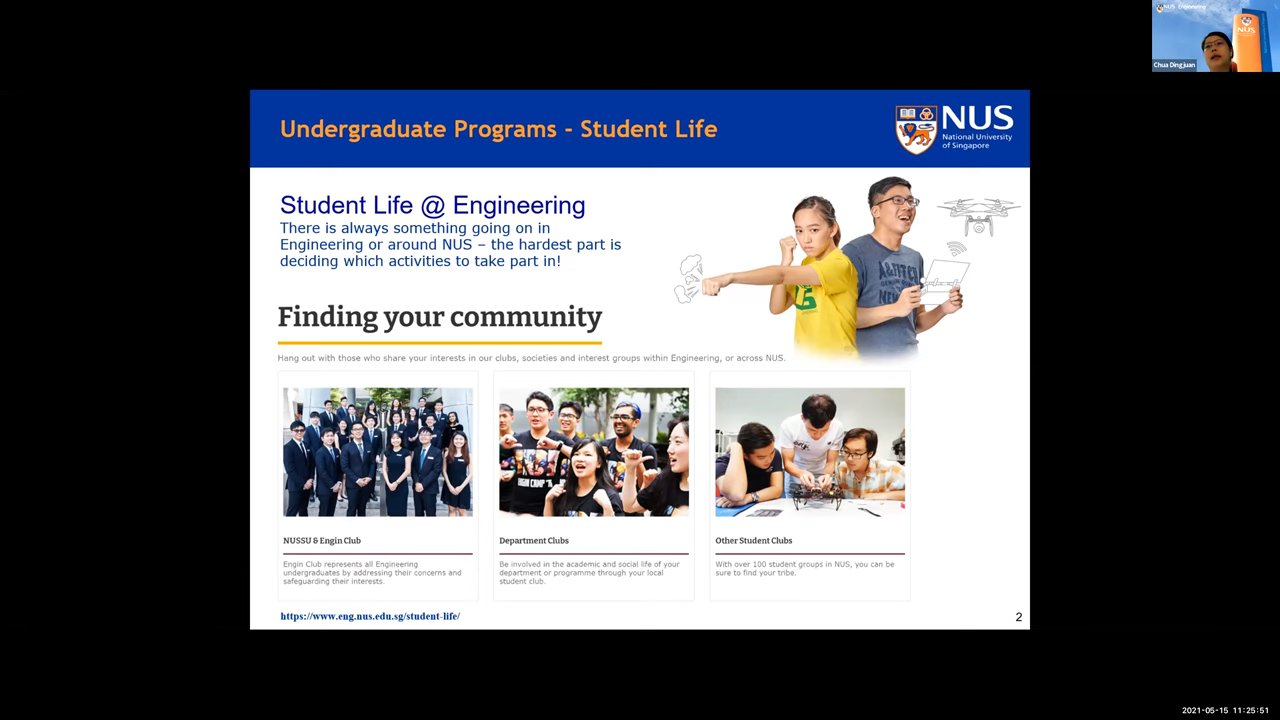 NUS Engineering
NUS
Chua Dingjuan
Undergraduate Programs - Student Life
NUS
National University
of Singapore
Student Life @ Engineering
There is always something going on in
Engineering or around NUS – the hardest part is
deciding which activities to take part in!
A&FITCH
Finding your community
Hang out with those who share your interests in our clubs, societies and interest groups within Engineering, or across NUS.
NUSSU & Engin Club
Engin Club represents all Engineering
undergraduates by addressing their concerns and
safeguarding their interests.
Department Clubs
Be involved in the academic and social life of your
department or programme through your local
student club.
Other Student Clubs
With over 100 student groups in NUS, you can be
sure to find your tribe.
https://www.eng.nus.edu.sg/student-life/
2
2021-05-15 11:25:51